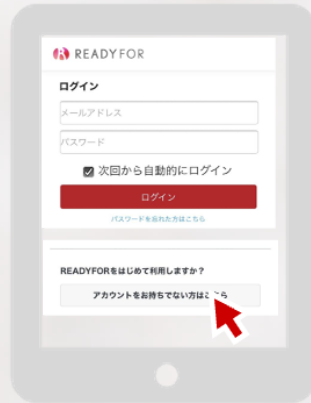 READYFOR
ログイン
メールアドレス
パスワード
次回から自動的にログイン
ログイン
パスワードを忘れた方はこちら
READYFORをはじめて利用しますか？
アカウントをお持ちでない方はこちら